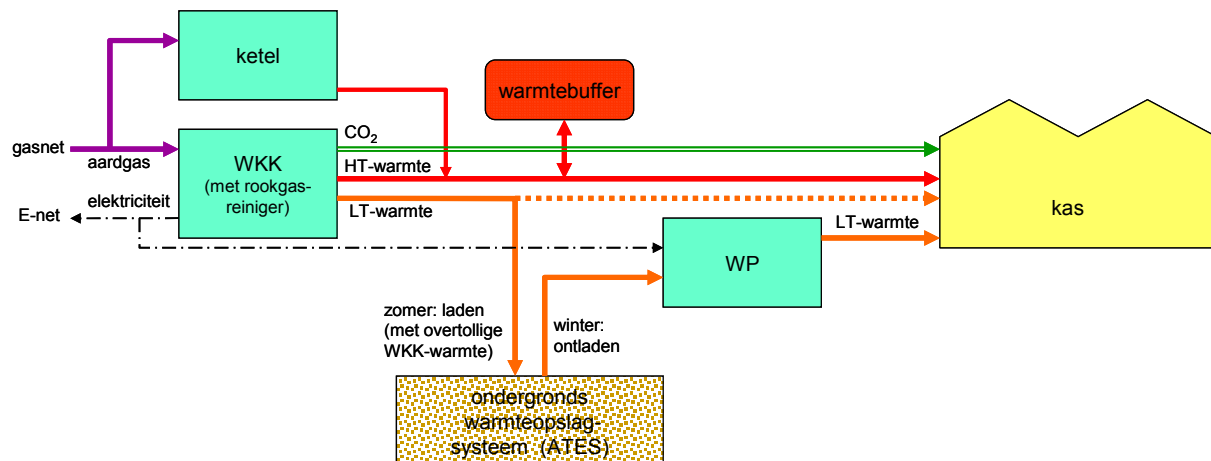 ketel
warmtebuffer
gasnet
aardgas
WKK
(met rookgas-
reiniger)
CO2
HT-warmte
LT-warmte
elektriciteit
E-net
kas
WP
LT-warmte
zomer: laden
(met overtollige
WKK-warmte)
winter:
ontladen
ondergronds
warmteopslag-
systeem (ATES)